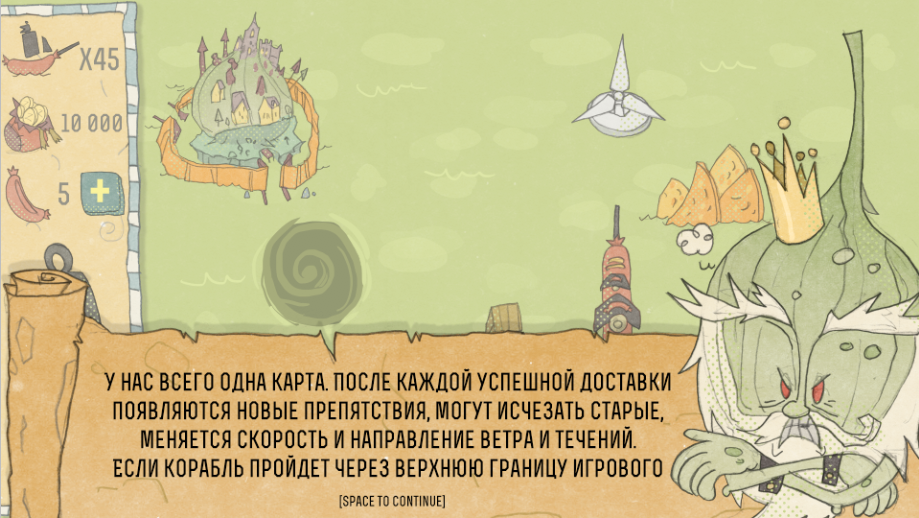 X45
10 000
5
У НАС ВСЕГО ОДНА КАРТА. ПОСЛЕ КАЖДОЙ УСПЕШНОЙ ДОСТАВКИ
ПОЯВЛЯЮТСЯ НОВЫЕ ПРЕПЯТСТВИЯ, МОГУТ ИСЧЕЗАТЬ СТАРЫЕ,
МЕНЯЕТСЯ СКОРОСТЬ И НАПРАВЛЕНИЕ ВЕТРА И ТЕЧЕНИЙ.
ЕСЛИ КОРАБЛЬ ПРОЙДЕТ ЧЕРЕЗ ВЕРХНЮЮ ГРАНИЦУ ИГРОВОГО
[SPACE TO CONTINUE]